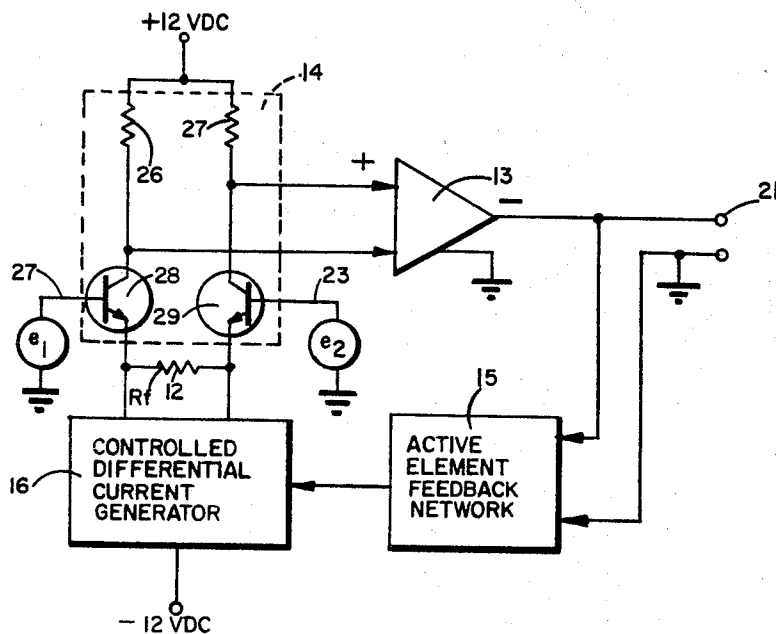 +12 VDC
14
27
26
+
13
−
21
27
28
23
29
e1
e2
Rf
12
15
16
CONTROLLED
DIFFERENTIAL
CURRENT
GENERATOR
ACTIVE
ELEMENT
FEEDBACK
NETWORK
− 12 VDC